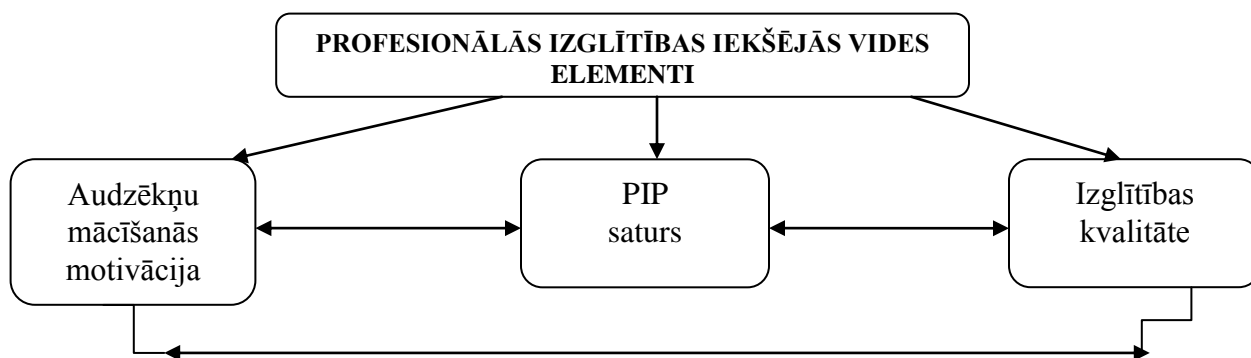 PROFESIONĀLĀS IZGLĪTĪBAS IEKŠĒJĀS VIDES
ELEMENTI
Audzēkņu
mācīšanās
motivācija
PIP
saturs
Izglītības
kvalitāte